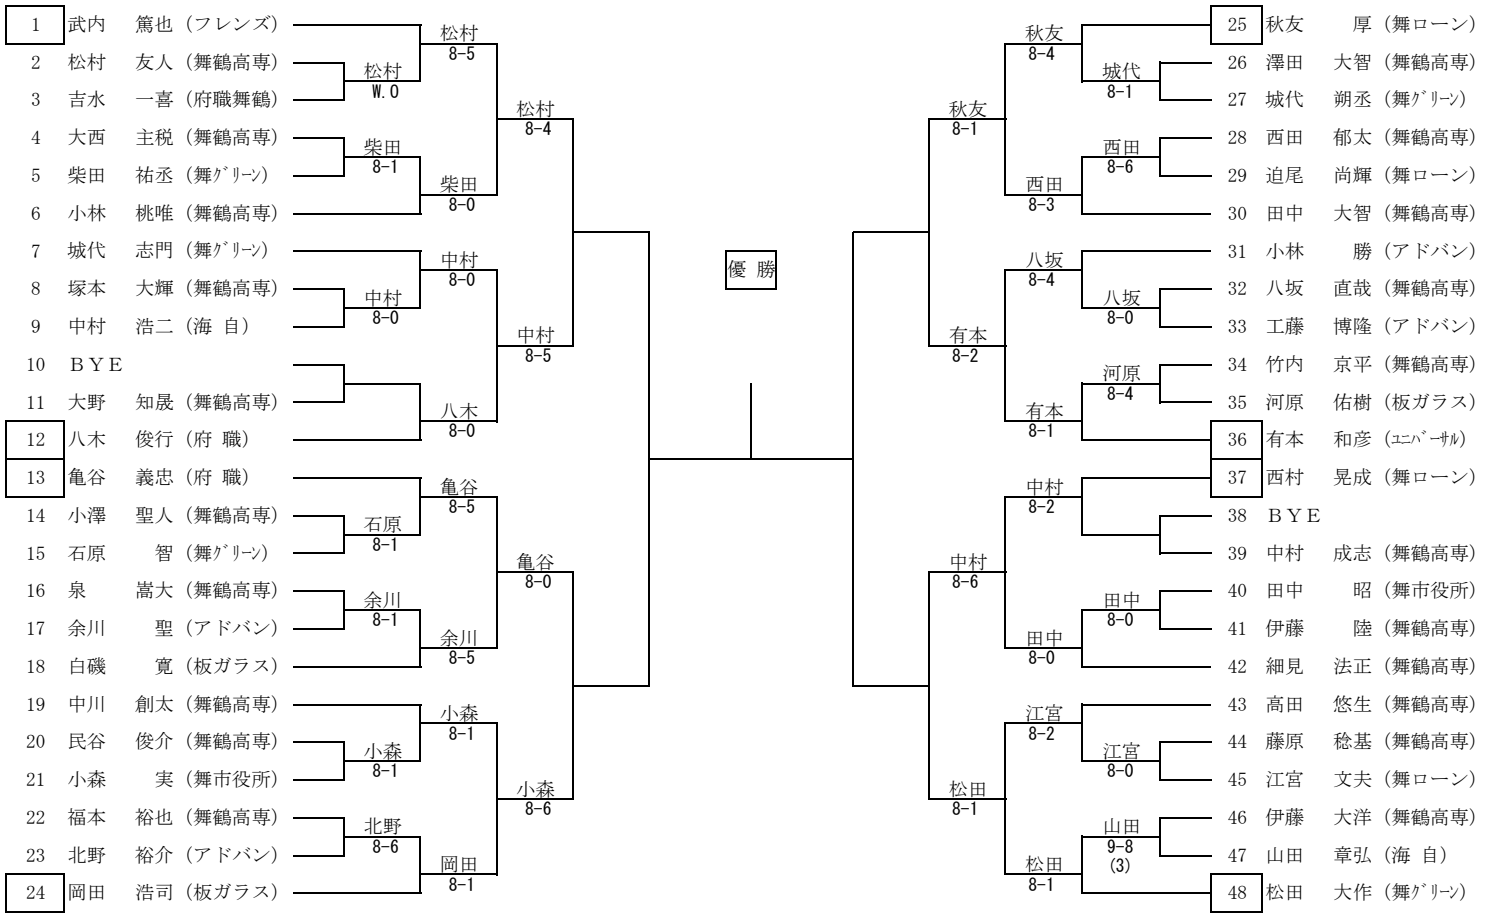 1 武内 篤也 (フレンズ)
2 松村 友人 (舞鶴高専)
3 吉水 一喜 (府職舞鶴)
4 大西 主税 (舞鶴高専)
5 柴田 祐丞 (舞グリーン)
6 小林 桃唯 (舞鶴高専)
7 城代 志門 (舞グリーン)
8 塚本 大輝 (舞鶴高専)
9 中村 浩二 (海 自)
10 BYE
11 大野 知晟 (舞鶴高専)
12 八木 俊行 (府 職)
13 亀谷 義忠 (府 職)
14 小澤 聖人 (舞鶴高専)
15 石原 智 (舞グリーン)
16 泉 嵩大 (舞鶴高専)
17 余川 聖 (アドバン)
18 白磯 寛 (板ガラス)
19 中川 創太 (舞鶴高専)
20 民谷 俊介 (舞鶴高専)
21 小森 実 (舞市役所)
22 福本 裕也 (舞鶴高専)
23 北野 裕介 (アドバン)
24 岡田 浩司 (板ガラス)
松村
W.O
柴田
8-1
中村
8-0
石原
8-1
余川
8-1
小森
8-1
北野
8-6
松村
8-5
柴田
8-0
中村
8-0
八木
8-0
亀谷
8-5
余川
8-5
小森
8-1
岡田
8-1
松村
8-4
中村
8-5
亀谷
8-0
小森
8-6
優 勝
秋友
8-1
有本
8-2
中村
8-6
松田
8-1
秋友
8-4
西田
8-3
八坂
8-4
有本
8-1
中村
8-2
田中
8-0
江宮
8-2
松田
8-1
城代
8-1
西田
8-6
八坂
8-0
河原
8-4
田中
8-0
江宮
8-0
山田
9-8
(3)
25 秋友 厚 (舞ローン)
26 澤田 大智 (舞鶴高専)
27 城代 朔丞 (舞グリーン)
28 西田 郁太 (舞鶴高専)
29 迫尾 尚輝 (舞ローン)
30 田中 大智 (舞鶴高専)
31 小林 勝 (アドバン)
32 八坂 直哉 (舞鶴高専)
33 工藤 博隆 (アドバン)
34 竹内 京平 (舞鶴高専)
35 河原 佑樹 (板ガラス)
36 有本 和彦 (ユニバーサル)
37 西村 晃成 (舞ローン)
38 BYE
39 中村 成志 (舞鶴高専)
40 田中 昭 (舞市役所)
41 伊藤 陸 (舞鶴高専)
42 細見 法正 (舞鶴高専)
43 高田 悠生 (舞鶴高専)
44 藤原 稔基 (舞鶴高専)
45 江宮 文夫 (舞ローン)
46 伊藤 大洋 (舞鶴高専)
47 山田 章弘 (海 自)
48 松田 大作 (舞グリーン)